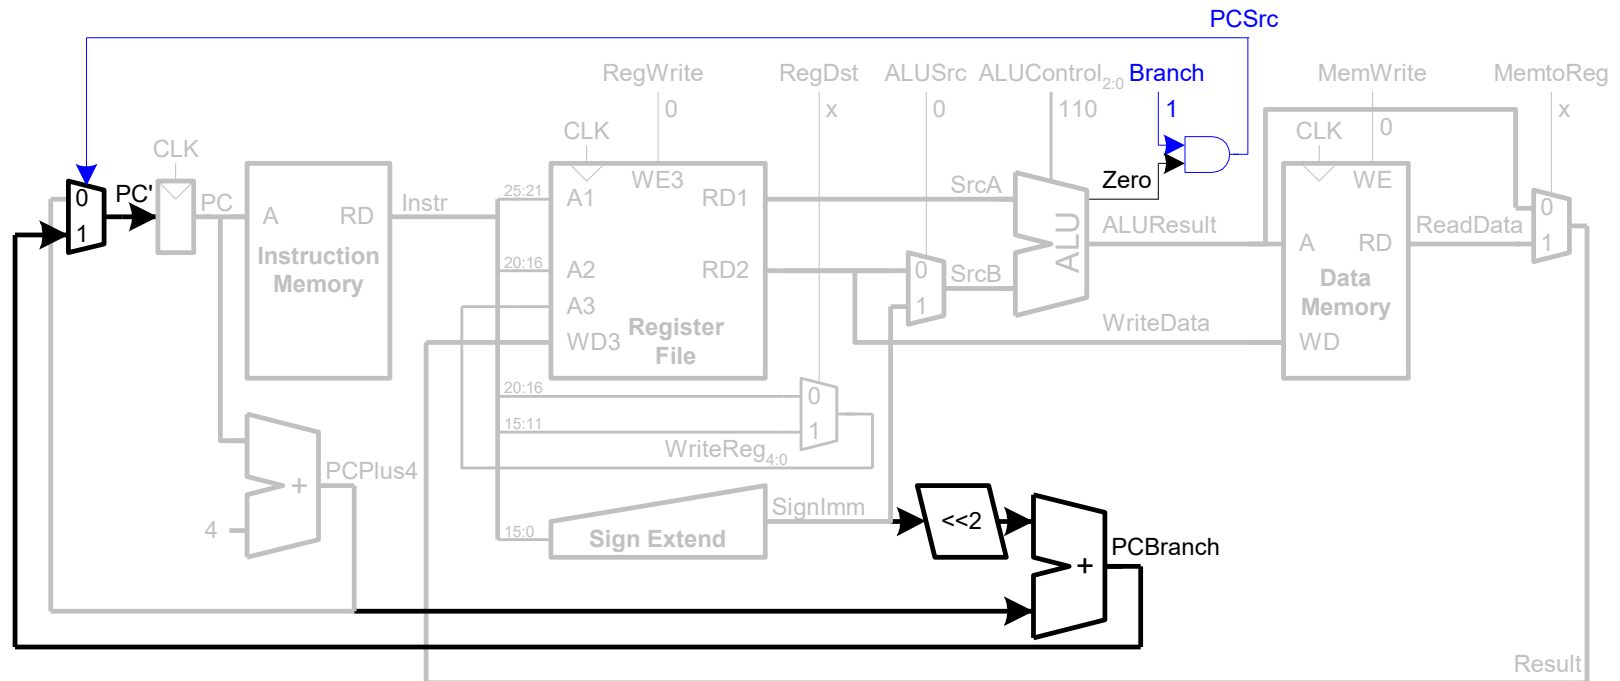 PCSrc
RegWrite RegDst ALUSrc ALUControl2:0 Branch MemWrite MemtoReg
0 x 0 110 1 0 x
CLK CLK CLK
0 PC' PC A RD Instr 25:21 A1 WE3 RD1 SrcA Zero WE 0
1
Instruction
Memory
20:16 A2 RD2 0 SrcB ALU ALUResult A RD ReadData 1
A3 1
WD3 Register
File
Data
Memory
WriteData WD
20:16 0
15:11 1
WriteReg4:0
PCPlus4
+
4
15:0 Sign Extend SignImm <<2
+ PCBranch
Result